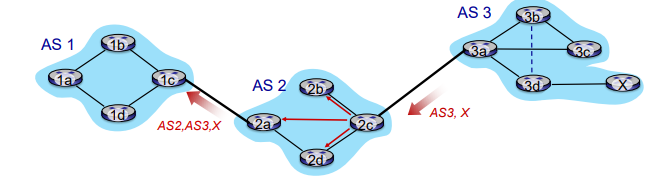 AS 1
1b
1a
1c
1d
AS2,AS3,X
AS 2
2b
2a
2c
2d
AS3, X
AS 3
3b
3a
3c
3d
X